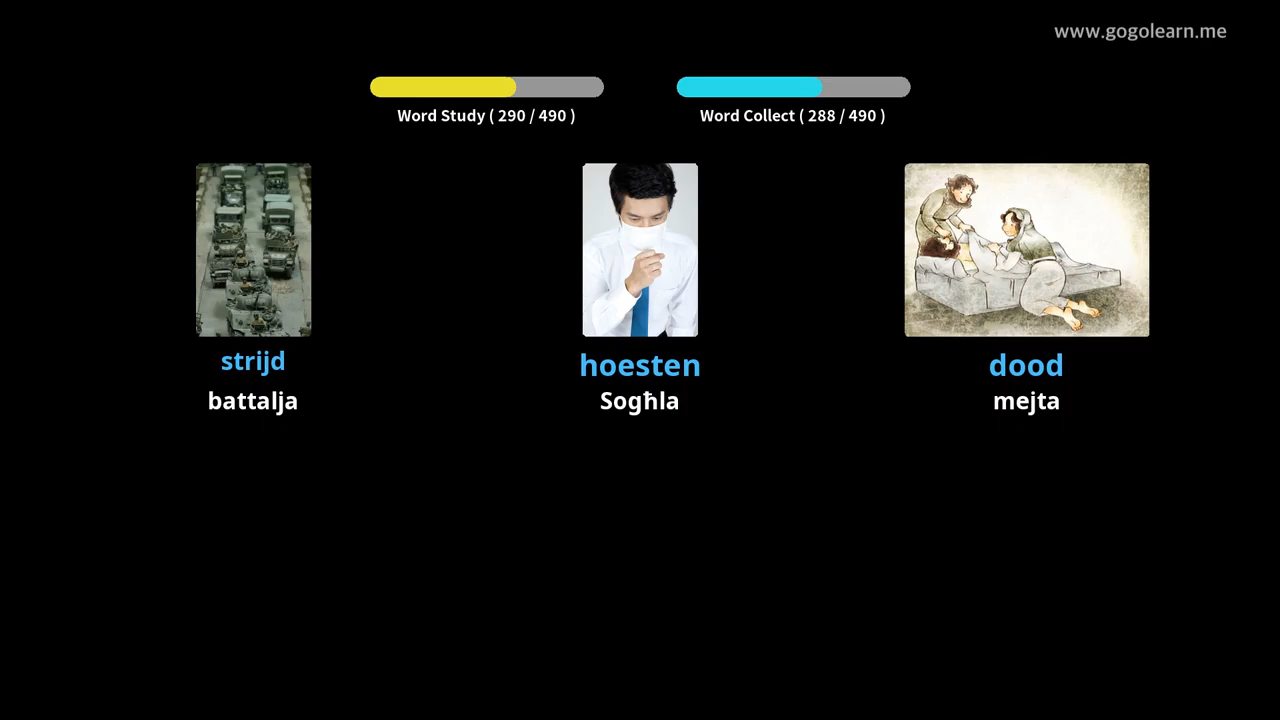 www.gogolearn.me
Word Study ( 290 / 490 )
Word Collect ( 288 / 490 )
strijd
battalja
hoesten
Sogħla
dood
mejta